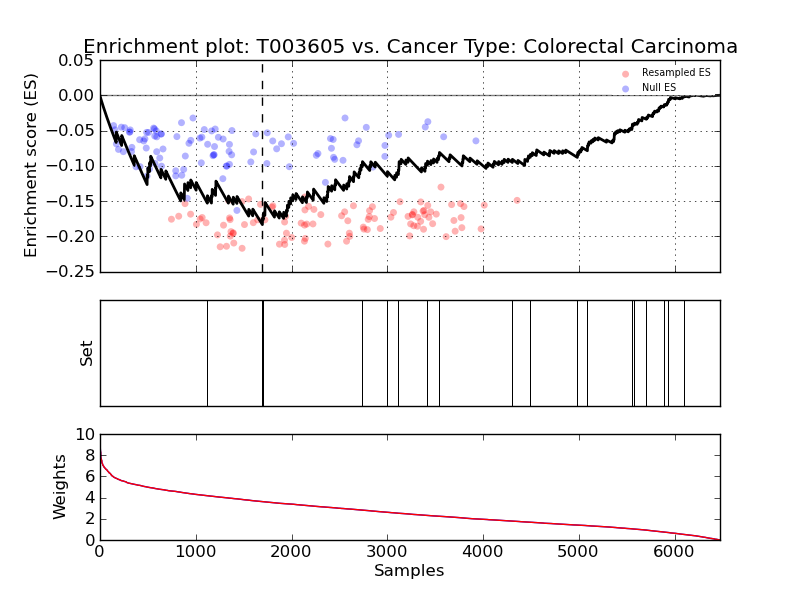 Enrichment plot: T003605 vs. Cancer Type: Colorectal Carcinoma
Enrichment score (ES)
0.05
0.00
−0.05
−0.10
−0.15
−0.20
−0.25
Resampled ES
Null ES
Set
Weights
10
8
6
4
2
0
0 1000 2000 3000 4000 5000 6000
Samples